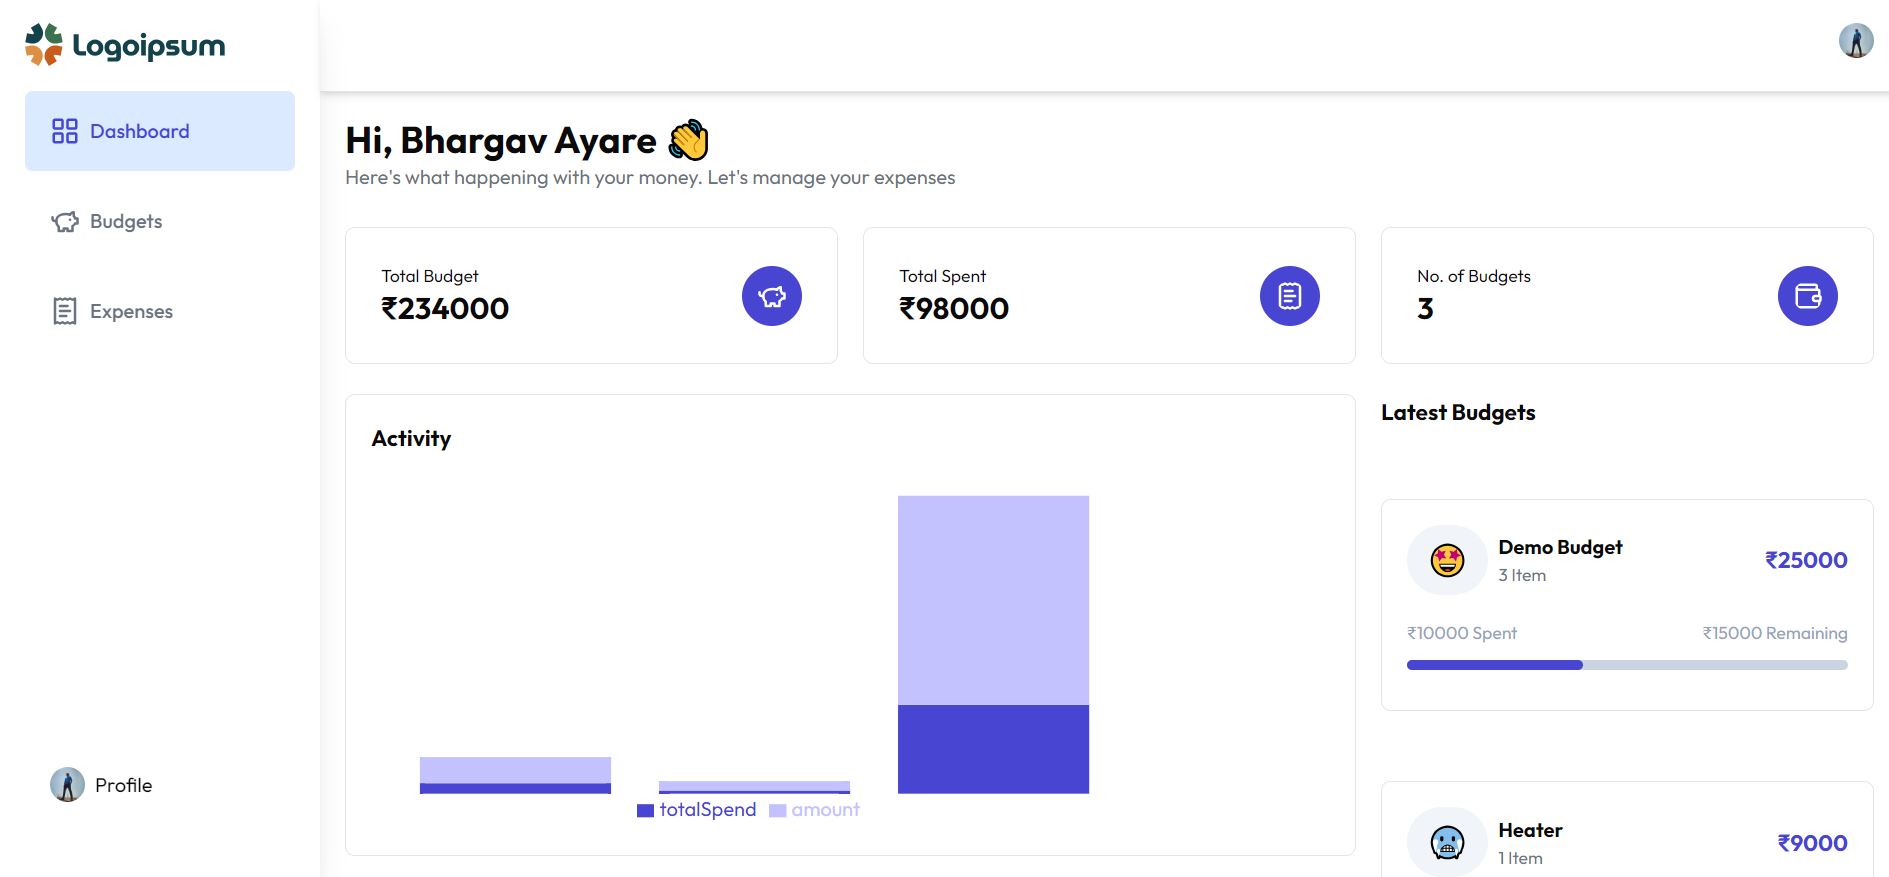 Logoipsum
Dashboard
Budgets
Expenses
Profile
Hi, Bhargav Ayare 👋
Here's what happening with your money. Let's manage your expenses
Total Budget
₹234000
Total Spent
₹98000
No. of Budgets
3
Activity
totalSpend amount
Latest Budgets
Demo Budget
3 Item
₹25000
₹10000 Spent ₹15000 Remaining
Heater
1 Item
₹9000